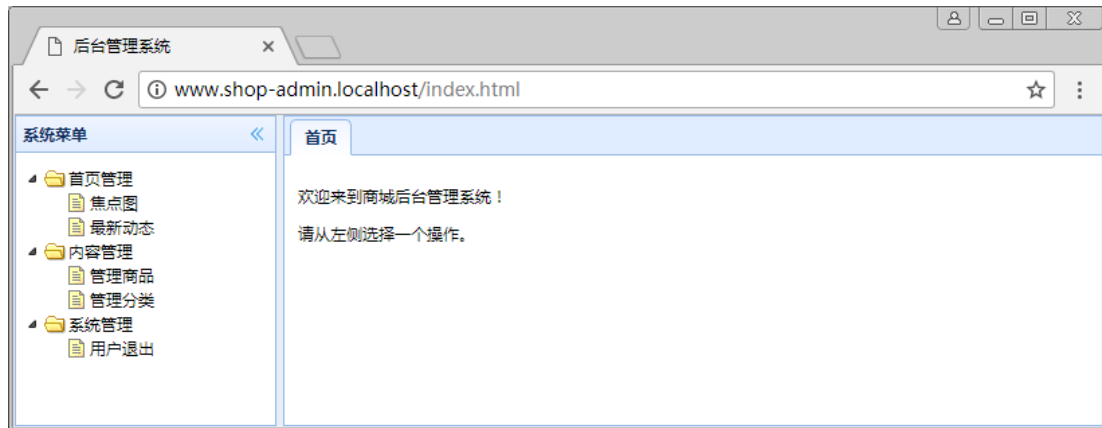 后台管理系统
www.shop-admin.localhost/index.html
系统菜单
首页
首页管理
焦点图
最新动态
内容管理
管理商品
管理分类
系统管理
用户退出
欢迎来到商城后台管理系统！
请从左侧选择一个操作。